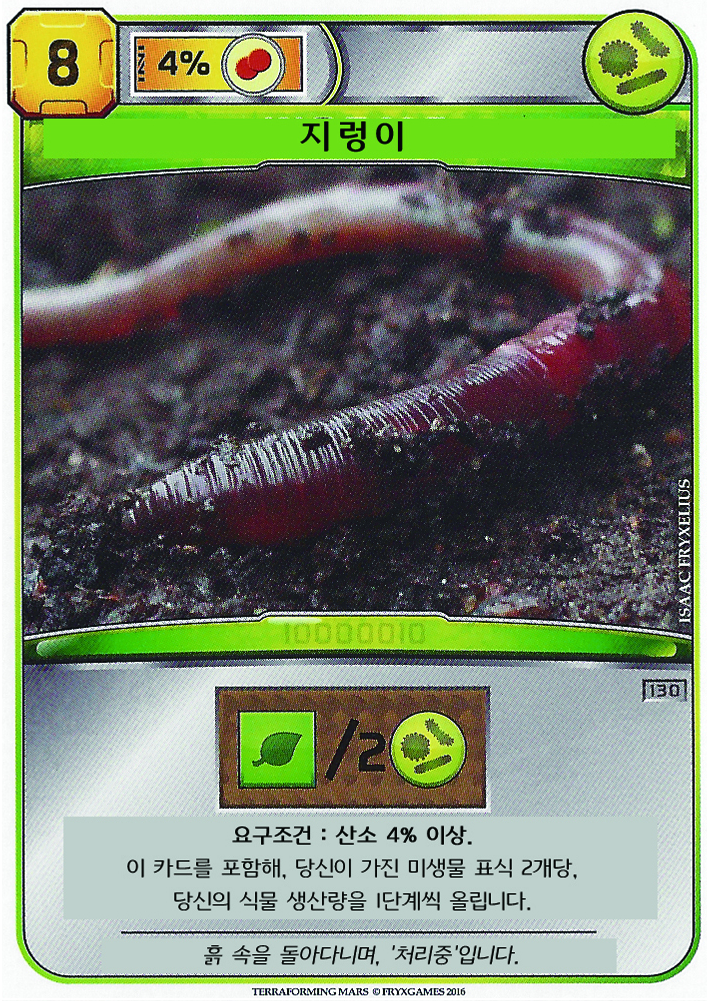 8
4%
지렁이
ISAAC FRYXELIUS
10000010
130
/2
요구조건 : 산소 4% 이상.
이 카드를 포함해, 당신이 가진 미생물 표식 2개당,
당신의 식물 생산량을 1단계씩 올립니다.
흙 속을 돌아다니며, '처리중'입니다.
TERRAFORMING MARS © FRYXGAMES 2016